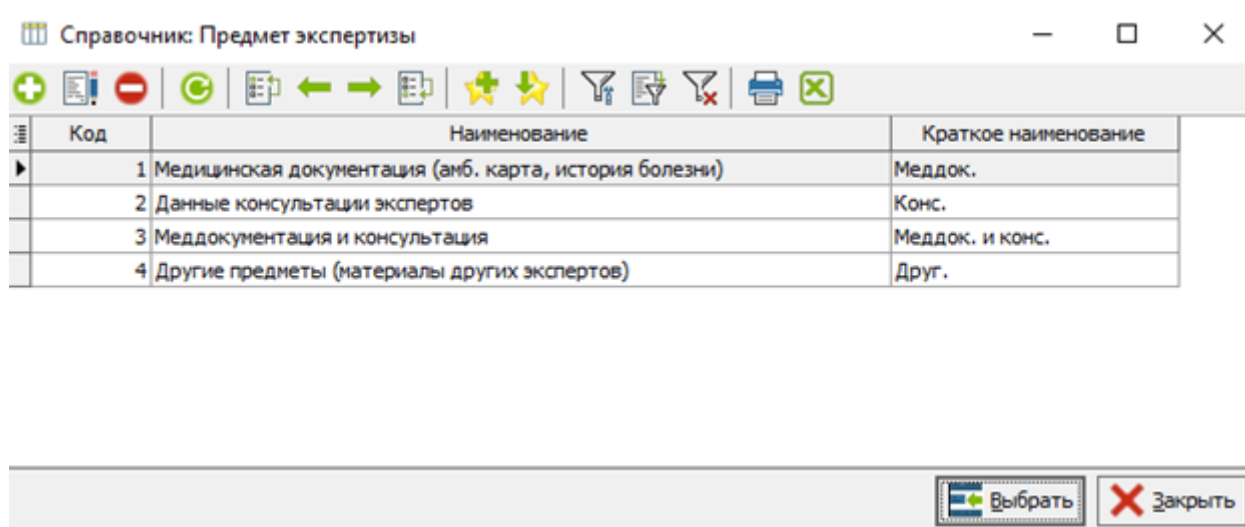 Справочник: Предмет экспертизы
Код Наименование Краткое наименование
1 Медицинская документация (амб. карта, история болезни) Меддок.
2 Данные консультации экспертов Конс.
3 Меддокументация и консультация Меддок. и конс.
4 Другие предметы (материалы других экспертов) Друг.
Выбрать Закрыть